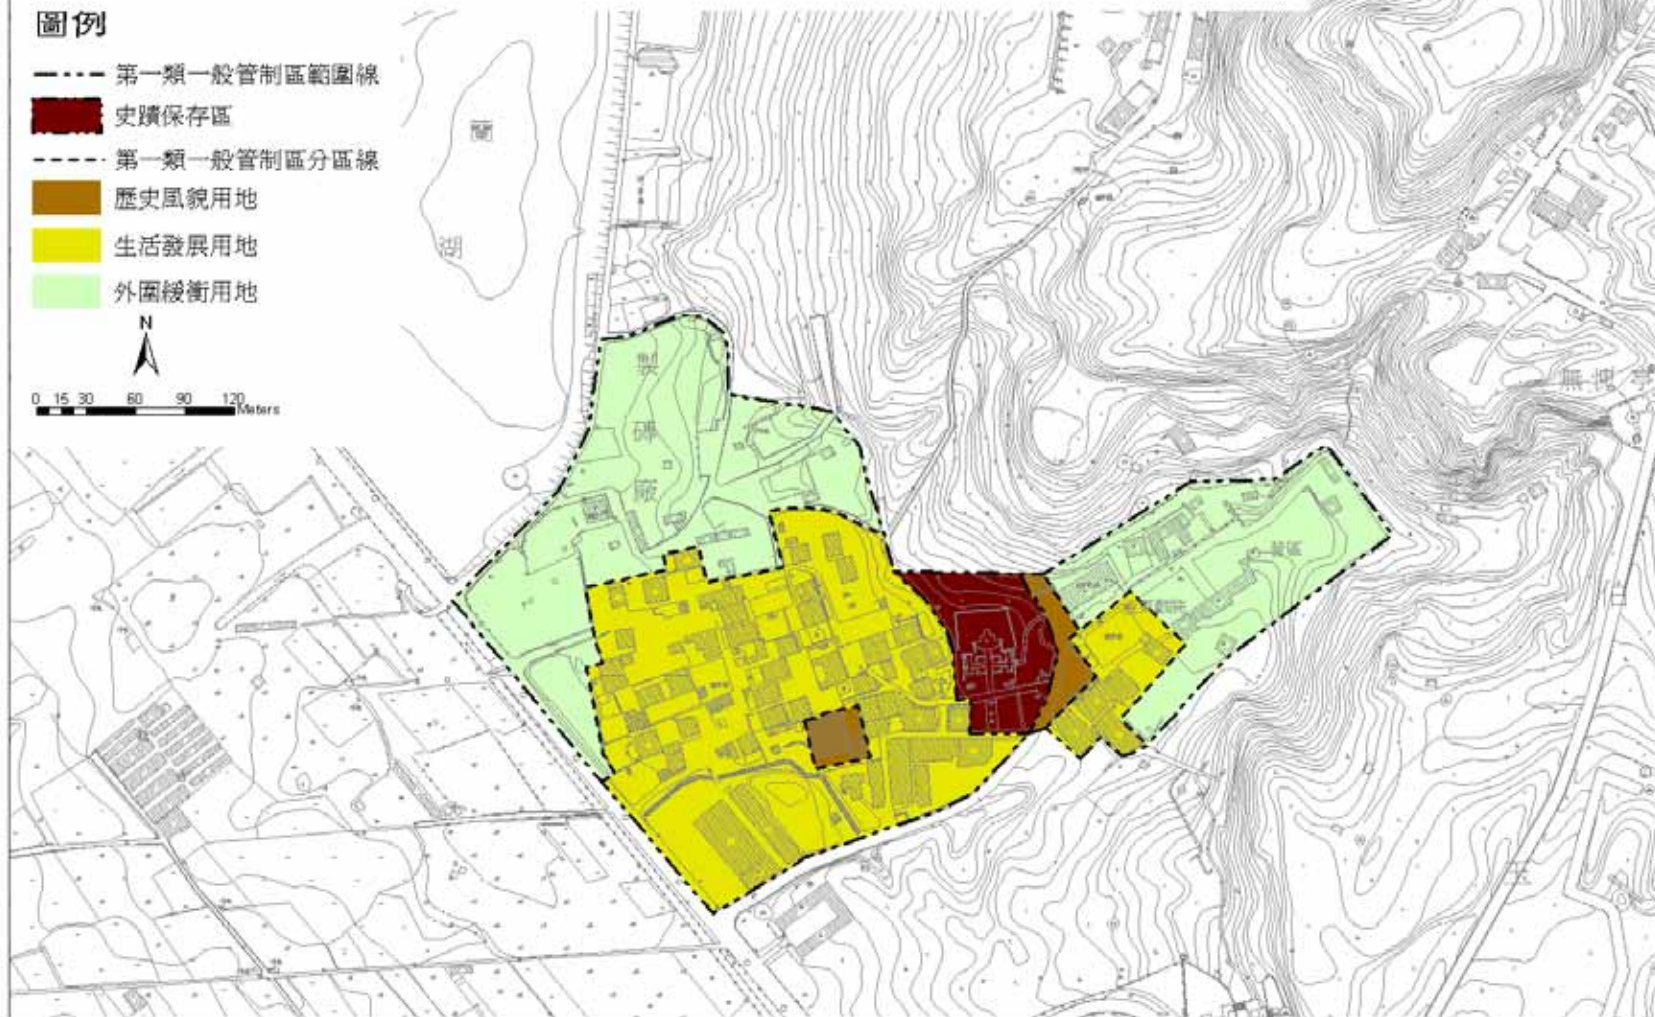 圖例
第一類一般管制區範圍線
史蹟保存區
第一類一般管制區分區線
歷史風貌用地
生活發展用地
外圍緩衝用地
N
0 15 30 60 90 120
Meters
磚
廠